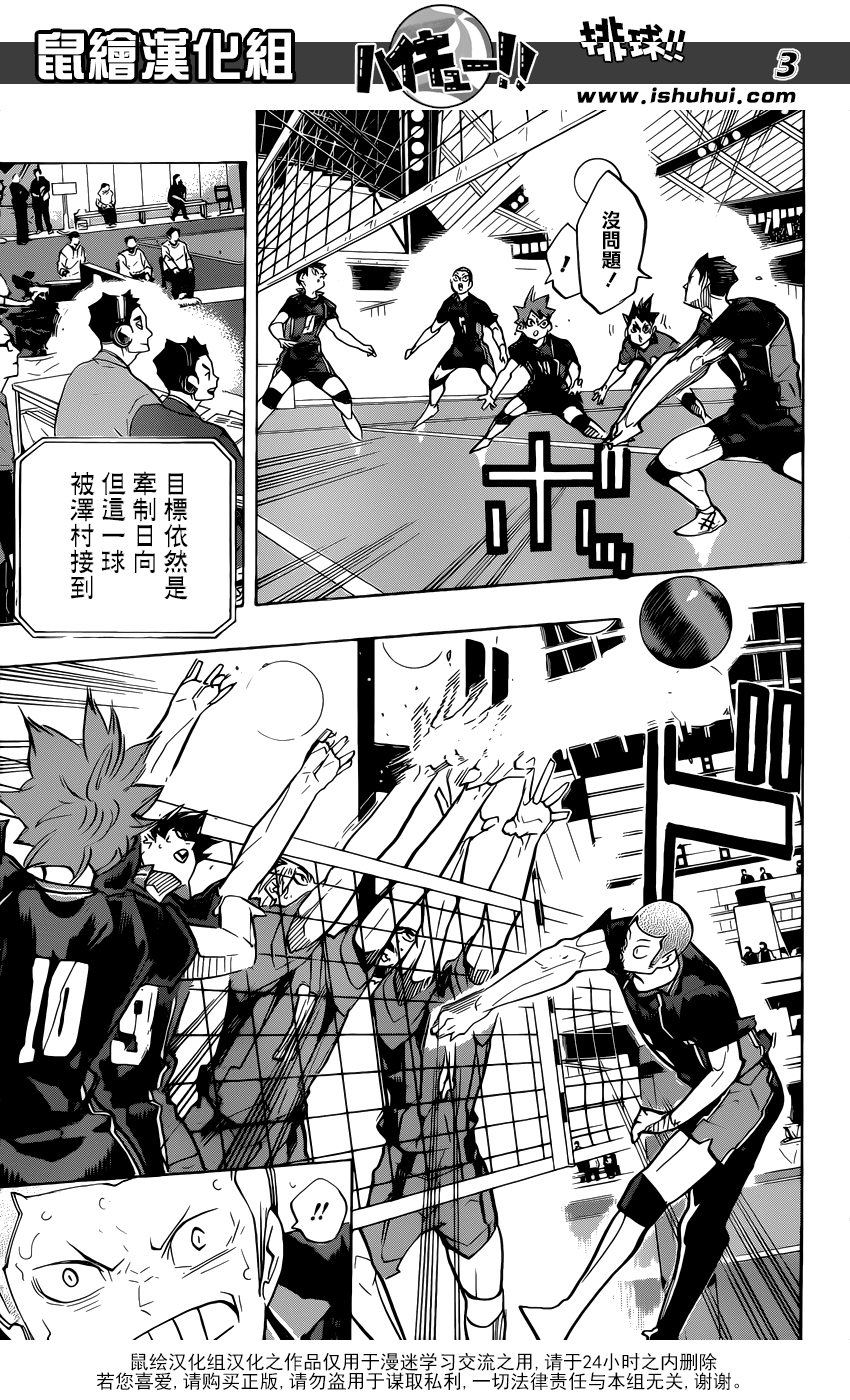 鼠繪漢化組
ハイキュー!!
排球!!
3
www.ishuhui.com
沒問題!
!
目標依然是
牽制日向
但這一球
被澤村接到
10
9
!!
鼠绘汉化组汉化之作品仅用于漫迷学习交流之用,请于24小时之内删除
若您喜爱,请购买正版,请勿盗用于谋取私利,一切法律责任与本组无关,谢谢。